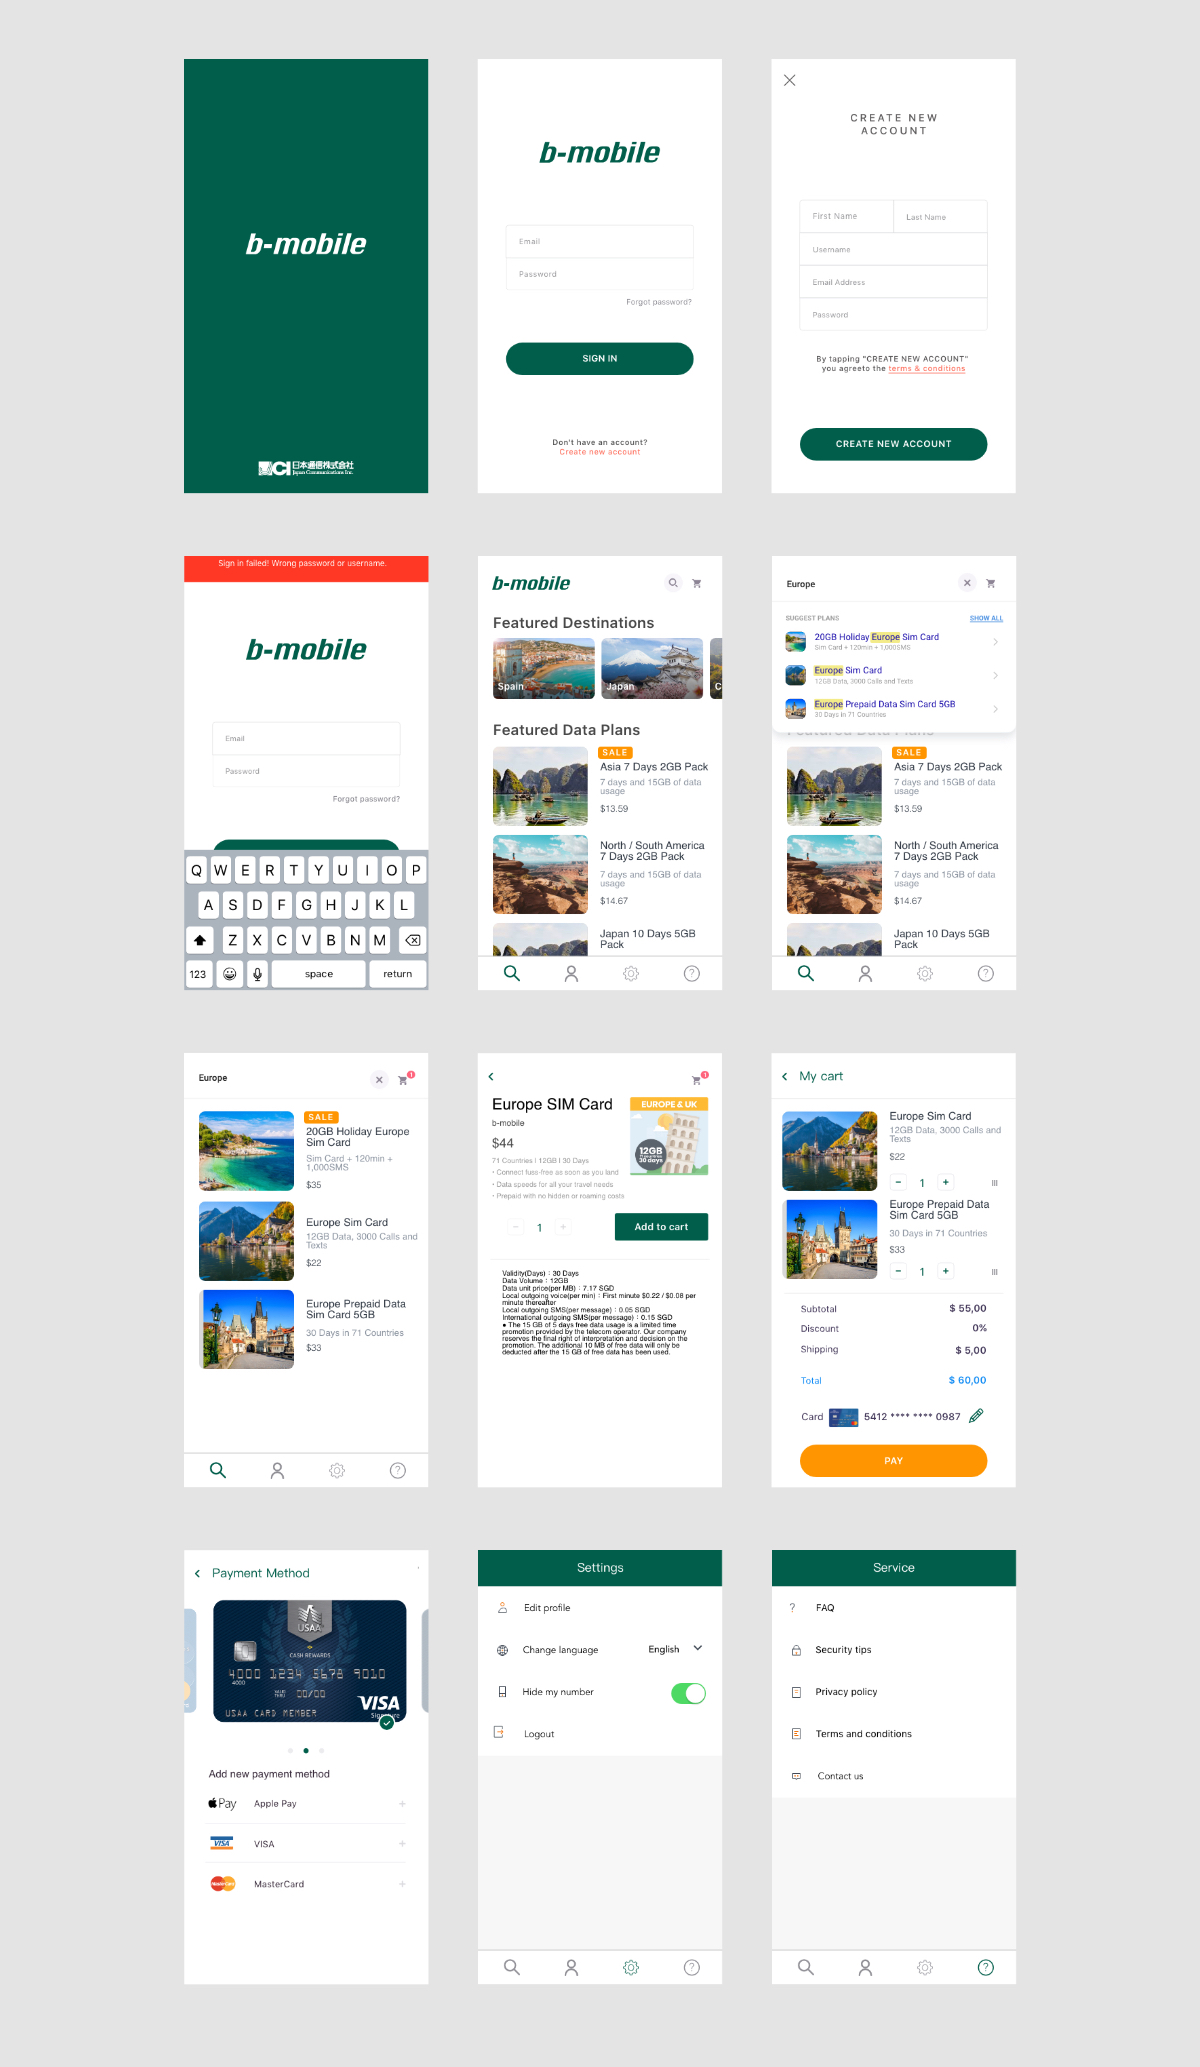 b-mobile
JCI 日本通信株式会社
Japan Communications Inc.
b-mobile
Email
Password
Forgot password?
SIGN IN
Don't have an account?
Create new account
CREATE NEW
ACCOUNT
First Name
Last Name
Username
Email Address
Password
By tapping "CREATE NEW ACCOUNT"
you agreeto the terms & conditions
CREATE NEW ACCOUNT
Sign in failed! Wrong password or username.
b-mobile
Email
Password
Forgot password?
Q W E R T Y U I O P
A S D F G H J K L
Z X C V B N M
123 space return
b-mobile
Featured Destinations
Spain
Japan
C
Featured Data Plans
SALE
Asia 7 Days 2GB Pack
7 days and 15GB of data
usage
$13.59
North / South America
7 Days 2GB Pack
7 days and 15GB of data
usage
$14.67
Japan 10 Days 5GB
Pack
Europe
SUGGEST PLANS
SHOW ALL
20GB Holiday Europe Sim Card
Sim Card + 120min + 1,000SMS
Europe Sim Card
12GB Data, 3000 Calls and Texts
Europe Prepaid Data Sim Card 5GB
30 Days in 71 Countries
Featured Data Plans
SALE
Asia 7 Days 2GB Pack
7 days and 15GB of data
usage
$13.59
North / South America
7 Days 2GB Pack
7 days and 15GB of data
usage
$14.67
Japan 10 Days 5GB
Pack
Europe
1
SALE
20GB Holiday Europe
Sim Card
Sim Card + 120min +
1,000SMS
$35
Europe Sim Card
12GB Data, 3000 Calls and
Texts
$22
Europe Prepaid Data
Sim Card 5GB
30 Days in 71 Countries
$33
1
Europe SIM Card
b-mobile
$44
71 Countries I 12GB I 30 Days
• Connect fuss-free as soon as you land
• Data speeds for all your travel needs
• Prepaid with no hidden or roaming costs
EUROPE & UK
12GB
30 days
- 1 +
Add to cart
Validity(Days)：30 Days
Data Volume：12GB
Data unit price(per MB)：7.17 SGD
Local outgoing voice(per min)：First minute $0.22 / $0.08 per
minute thereafter
Local outgoing SMS(per message)：0.05 SGD
International outgoing SMS(per message)：0.15 SGD
● The 15 GB of 5 days free data usage is a limited time
promotion provided by the telecom operator. Our company
reserves the final right of interpretation and decision on the
promotion. The additional 10 MB of free data will only be
deducted after the 15 GB of free data has been used.
My cart
Europe Sim Card
12GB Data, 3000 Calls and
Texts
$22
- 1 +
Europe Prepaid Data
Sim Card 5GB
30 Days in 71 Countries
$33
- 1 +
Subtotal $ 55,00
Discount 0%
Shipping $ 5,00
Total $ 60,00
Card 5412 **** **** 0987
PAY
Payment Method
USAA
CASH REWARDS
4000 1234 5678 9010
4000
00/00
VISA
Signature
USAA CARD MEMBER
Add new payment method
Pay Apple Pay +
VISA VISA +
MasterCard MasterCard +
Settings
Edit profile
Change language English
Hide my number
Logout
Service
? FAQ
Security tips
Privacy policy
Terms and conditions
Contact us